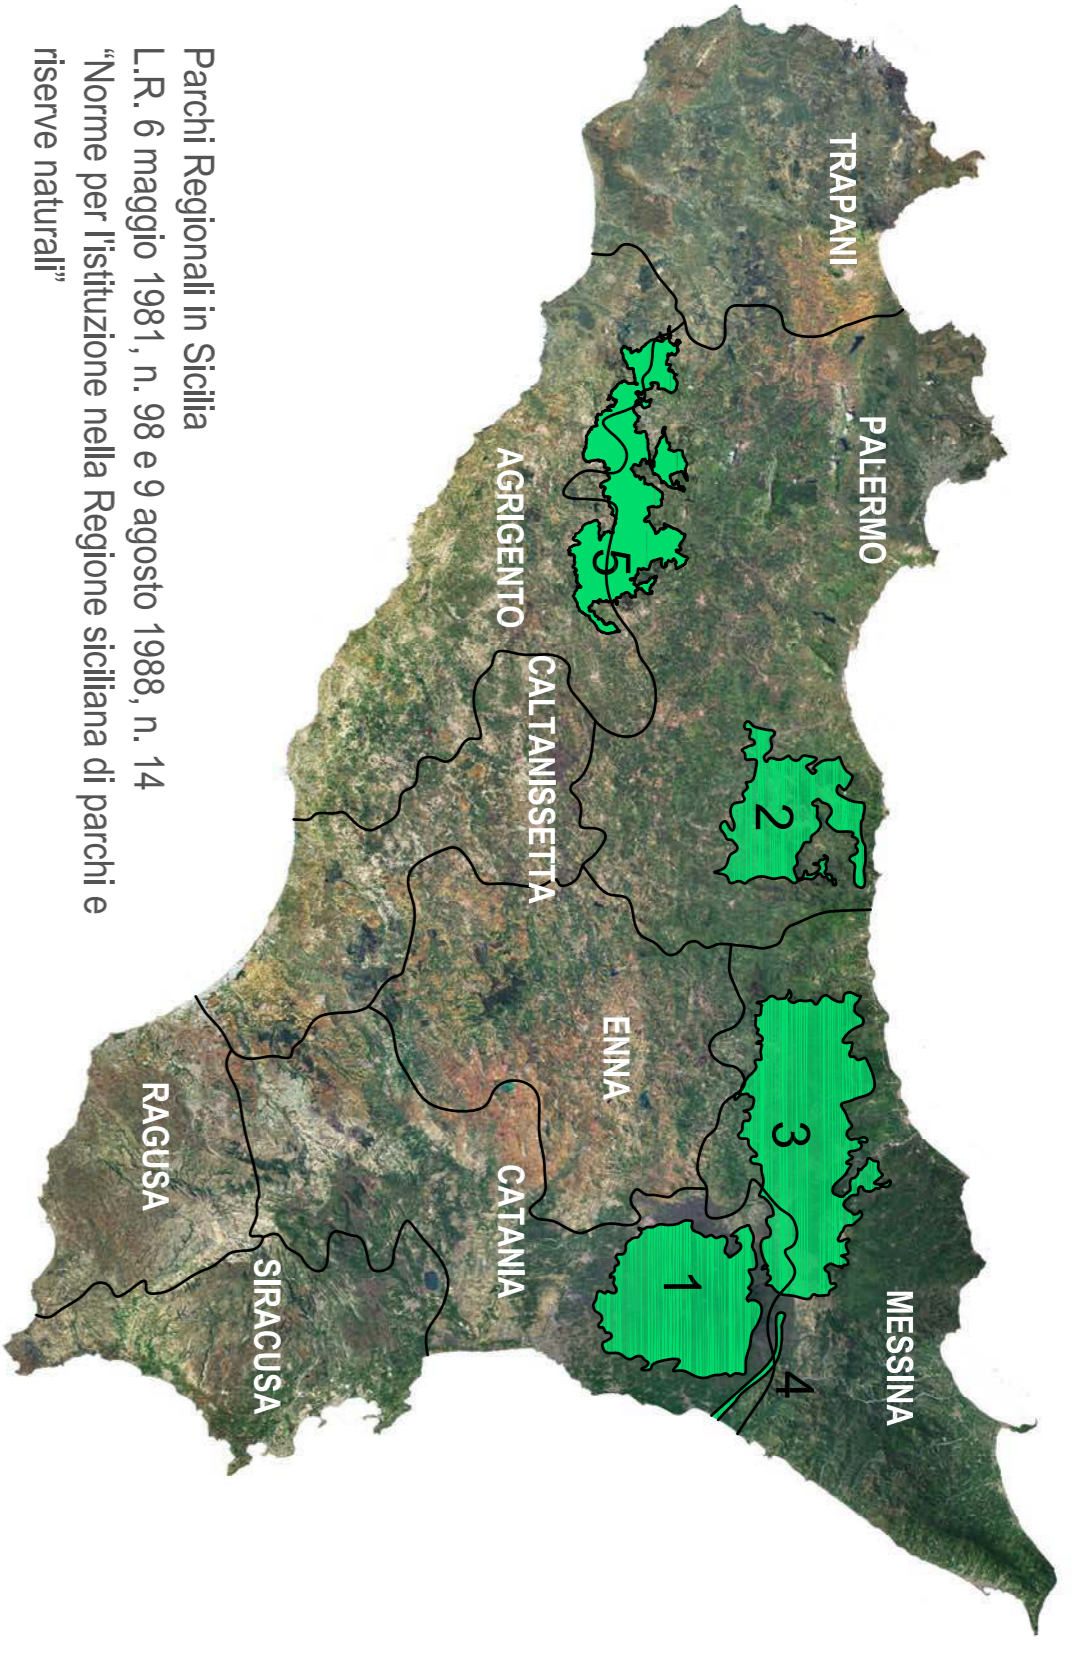 TRAPANI
PALERMO
MESSINA
AGRIGENTO
CALTANISSETTA
ENNA
CATANIA
RAGUSA
SIRACUSA
5
2
3
1
4
Parchi Regionali in Sicilia
L.R. 6 maggio 1981, n. 98 e 9 agosto 1988, n. 14
“Norme per l'istituzione nella Regione siciliana di parchi e
riserve naturali”